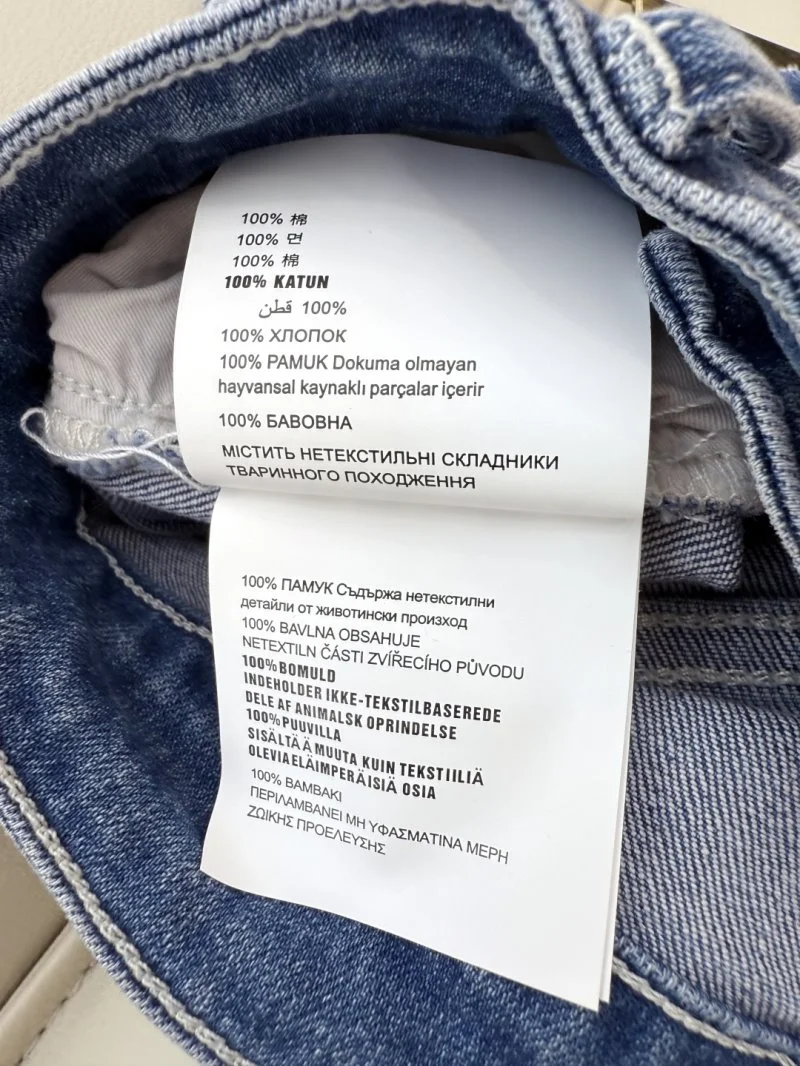 100% 棉
100% 면
100% 棉
100% KATUN
100% قطن
100% ХЛОПОК
100% PAMUK Dokuma olmayan
hayvansal kaynaklı parçalar içerir
100% БАВОВНА
МІСТИТЬ НЕТЕКСТИЛЬНІ СКЛАДНИКИ
ТВАРИННОГО ПОХОДЖЕННЯ
100% ПАМУК Съдържа нетекстилни
детайли от животински произход
100% BAVLNA OBSAHUJE
NETEXTILN ČÁSTI ZVÍŘECÍHO PŮVODU
100%BOMULD
INDEHOLDER IKKE-TEKSTILBASEREDE
DELE AF ANIMALSK OPRINDELSE
100%PUUVILLA
SISÄLTÄÄ MUUTA KUIN TEKSTIILIÄ
OLEVIAELÄIMPERÄISIÄ OSIA
100% ΒΑΜΒΑΚΙ
ΠΕΡΙΛΑΜΒΑΝΕΙ ΜΗ ΥΦΑΣΜΑΤΙΝΑ ΜΕΡΗ
ΖΩΙΚΗΣ ΠΡΟΕΛΕΥΣΗΣ